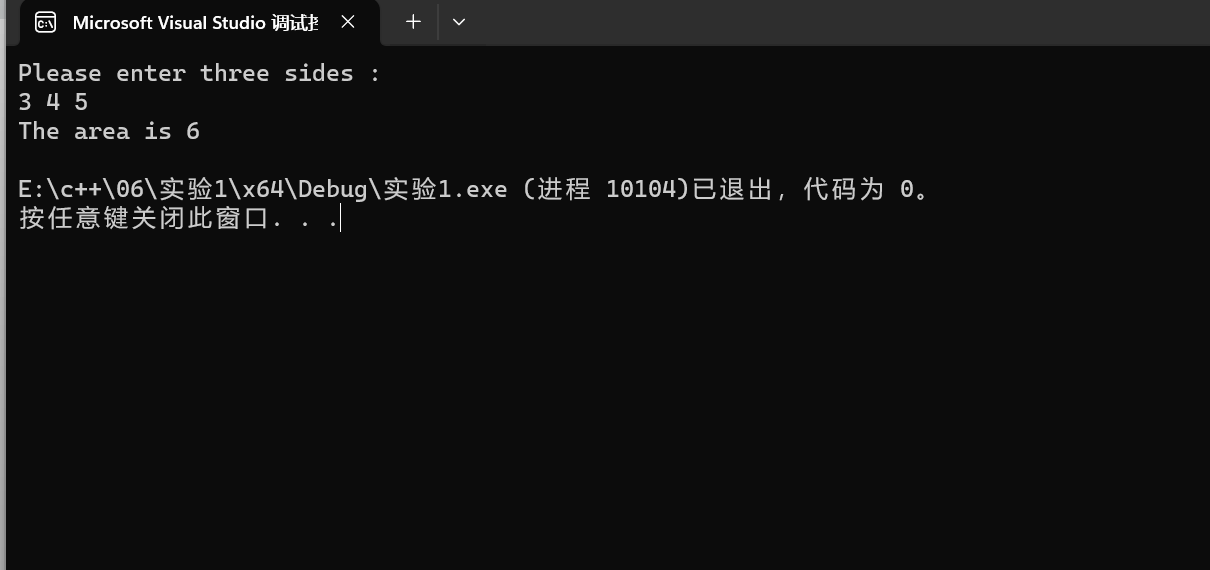 Microsoft Visual Studio 调试
Please enter three sides :
3 4 5
The area is 6
E:\c++\06\实验1\x64\Debug\实验1.exe (进程 10104)已退出，代码为 0。
按任意键关闭此窗口. . .